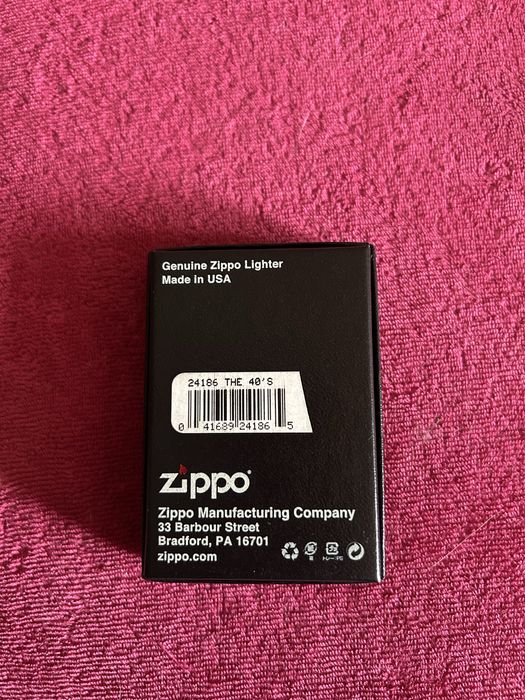 Genuine Zippo Lighter
Made in USA
24186 THE 40'S
0 41689 24186 5
zippo®
Zippo Manufacturing Company
33 Barbour Street
Bradford, PA 16701
zippo.com